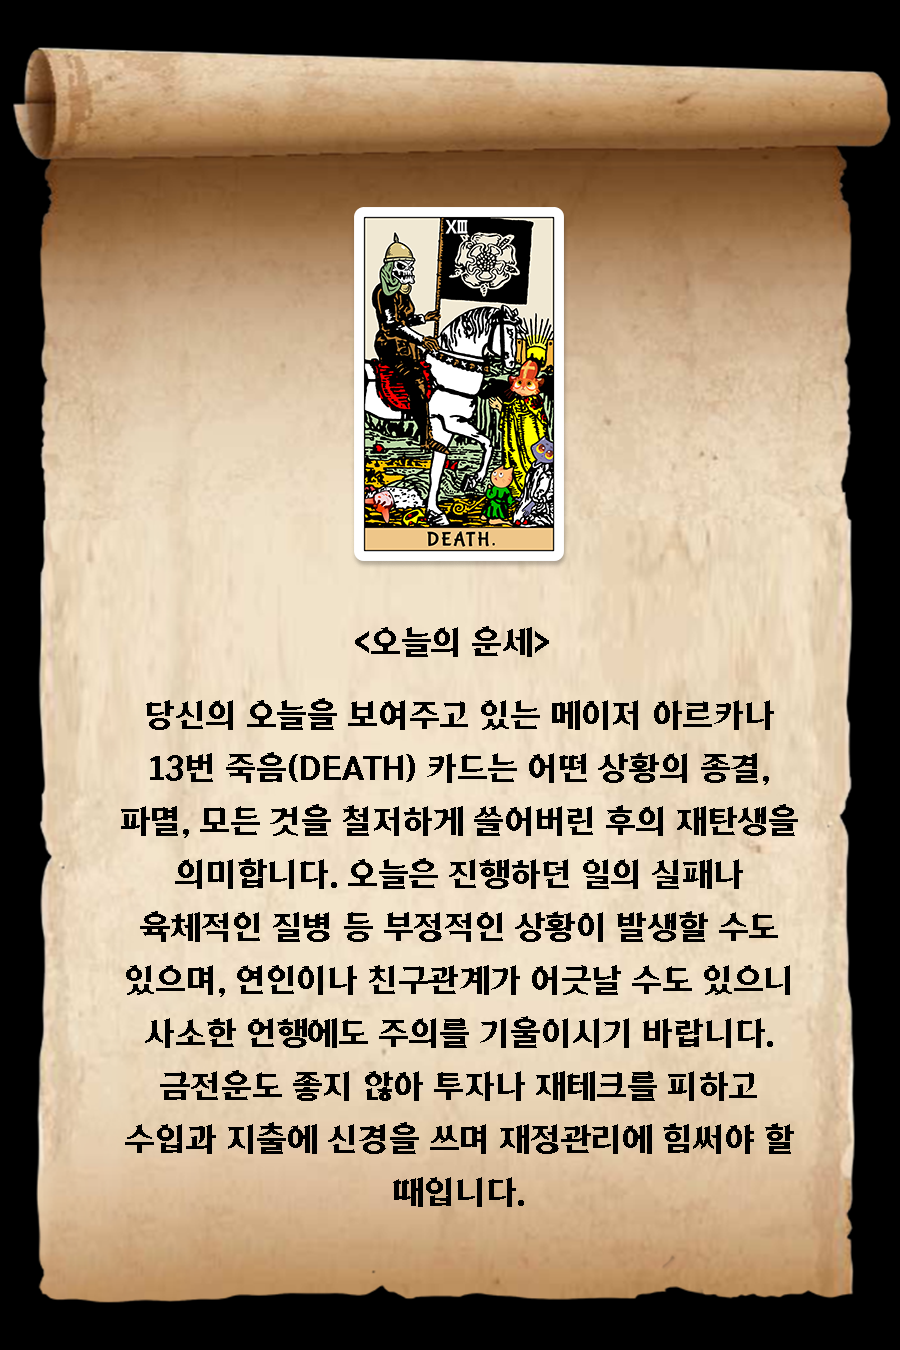 XIII
DEATH.
<오늘의 운세>
당신의 오늘을 보여주고 있는 메이저 아르카나
13번 죽음(DEATH) 카드는 어떤 상황의 종결,
파멸, 모든 것을 철저하게 쓸어버린 후의 재탄생을
의미합니다. 오늘은 진행하던 일의 실패나
육체적인 질병 등 부정적인 상황이 발생할 수도
있으며, 연인이나 친구관계가 어긋날 수도 있으니
사소한 언행에도 주의를 기울이시기 바랍니다.
금전운도 좋지 않아 투자나 재테크를 피하고
수입과 지출에 신경을 쓰며 재정관리에 힘써야 할
때입니다.